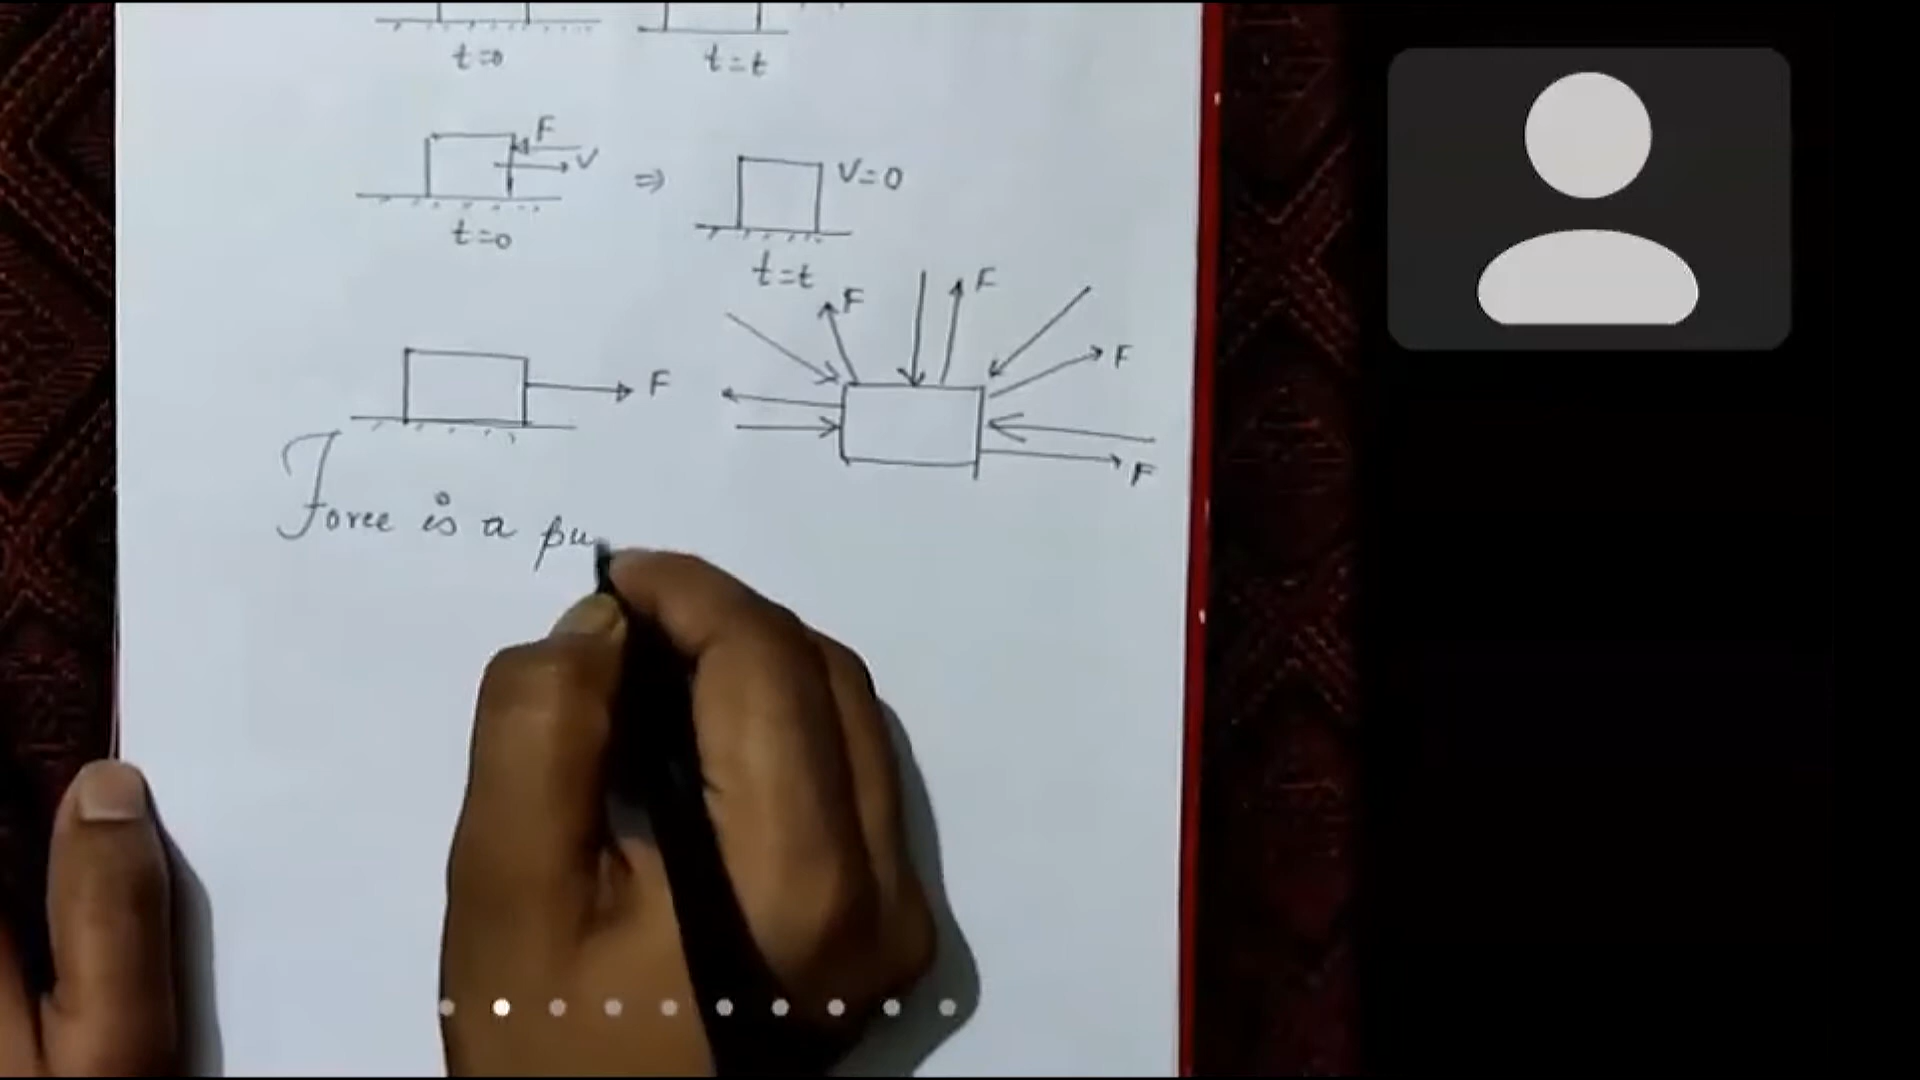 t=0 t=t
F
V
⇒ V=0
t=0
t=t
F F
F
F
F
Force is a pu